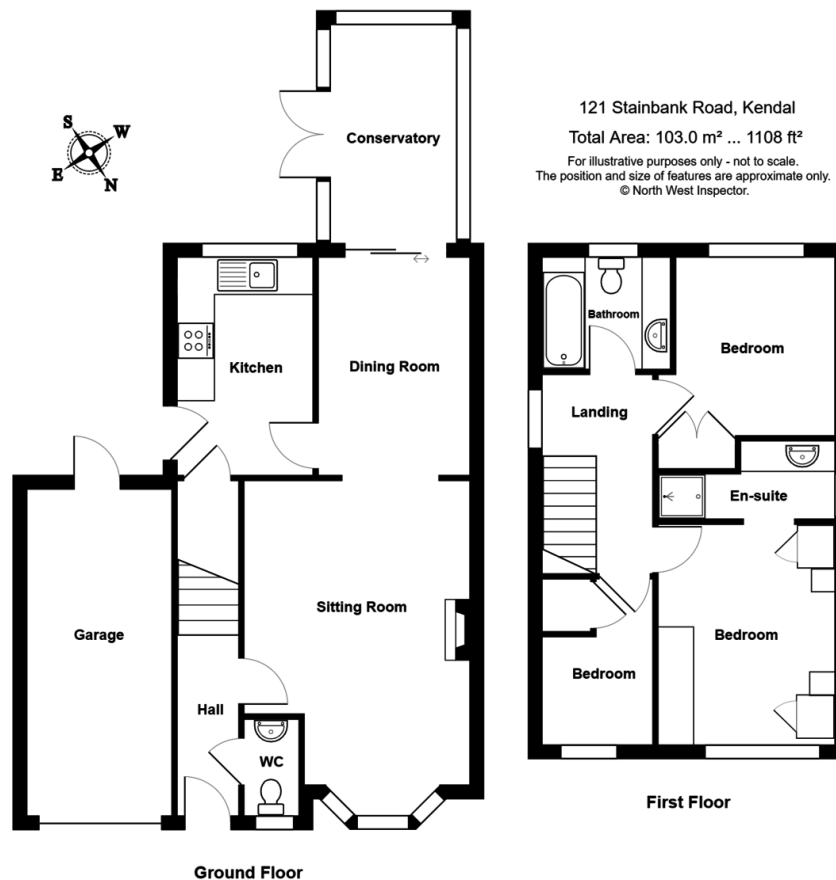 121 Stainbank Road, Kendal
Total Area: 103.0 m² ... 1108 ft²
For illustrative purposes only - not to scale.
The position and size of features are approximate only.
© North West Inspector.
S
W
E
N
Conservatory
Kitchen
Dining Room
Sitting Room
Garage
Hall
WC
Ground Floor
Bathroom
Bedroom
Landing
En-suite
Bedroom
Bedroom
First Floor